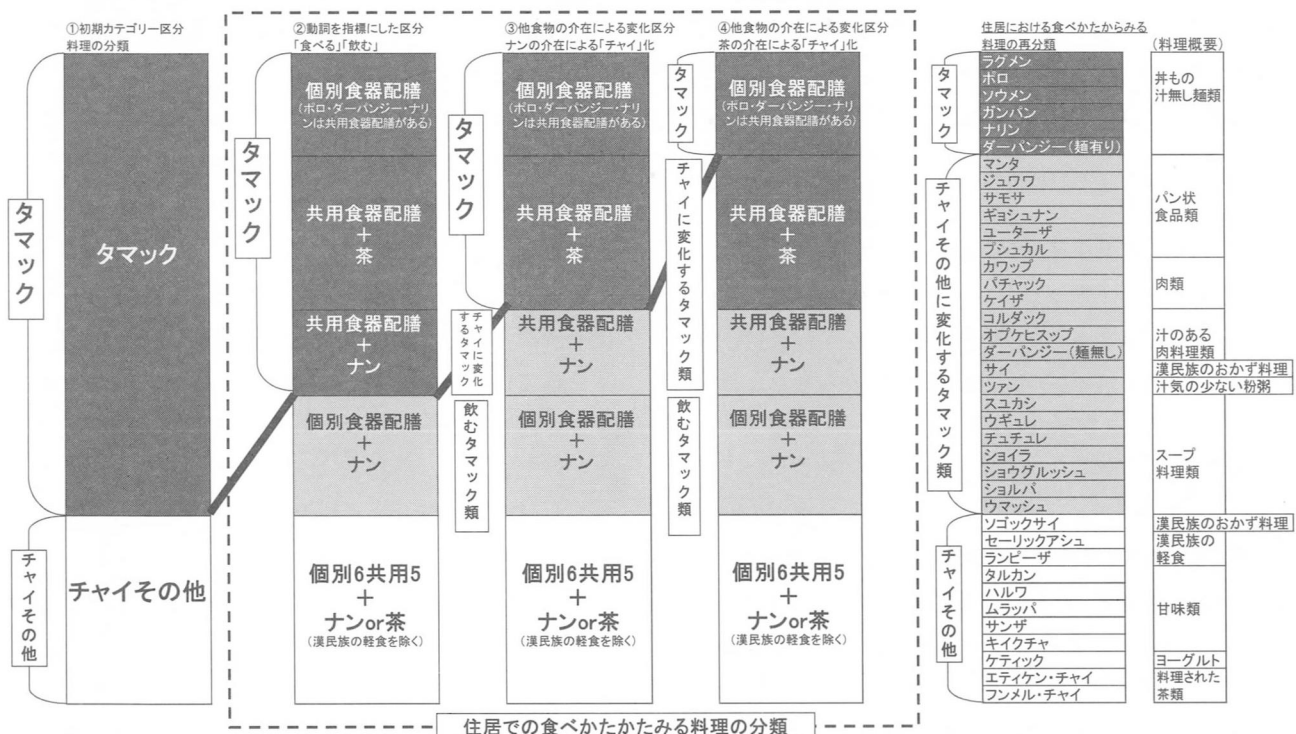 ①初期カテゴリー区分
料理の分類
タマック
タマック
チャイその他
チャイその他
②動詞を指標にした区分
「食べる」「飲む」
タマック
個別食器配膳
(ポロ・ダーパンジー・ナリ
ンは共用食器配膳がある)
共用食器配膳
+
茶
共用食器配膳
+
ナン
個別食器配膳
+
ナン
個別6共用5
+
ナンor茶
(漢民族の軽食を除く)
③他食物の介在による変化区分
ナンの介在による「チャイ」化
タマック
チャイに変化
するタマック
飲むタマック類
個別食器配膳
(ポロ・ダーパンジー・ナリ
ンは共用食器配膳がある)
共用食器配膳
+
茶
共用食器配膳
+
ナン
個別食器配膳
+
ナン
個別6共用5
+
ナンor茶
(漢民族の軽食を除く)
④他食物の介在による変化区分
茶の介在による「チャイ」化
タマック
チャイに変化するタマック類
飲むタマック類
個別食器配膳
(ポロ・ダーパンジー・ナリ
ンは共用食器配膳がある)
共用食器配膳
+
茶
共用食器配膳
+
ナン
個別食器配膳
+
ナン
個別6共用5
+
ナンor茶
(漢民族の軽食を除く)
住居での食べかたかたみる料理の分類
住居における食べかたからみる
料理の再分類
(料理概要)
タマック
ラグメン
ポロ
ソウメン
ガンバン
ナリン
ダーパンジー(麺有り)
丼もの
汁無し麺類
チャイその他に変化するタマック類
マンタ
ジュワワ
サモサ
ギョシュナン
ユーターザ
プシュカル
パン状
食品類
カワップ
パチャック
ケイザ
肉類
コルダック
オプケヒスップ
ダーパンジー(麺無し)
汁のある
肉料理類
サイ
漢民族のおかず料理
ツァン
汁気の少ない粉粥
スユカシ
ウギュレ
チュチュレ
ショイラ
ショウグルッシュ
ショルパ
ウマッシュ
スープ
料理類
チャイその他
ソゴックサイ
漢民族のおかず料理
セーリックアシュ
ランピーザ
漢民族の
軽食
タルカン
ハルワ
ムラッパ
サンザ
キイクチャ
甘味類
ケティック
ヨーグルト
エティケン・チャイ
フンメル・チャイ
料理された
茶類